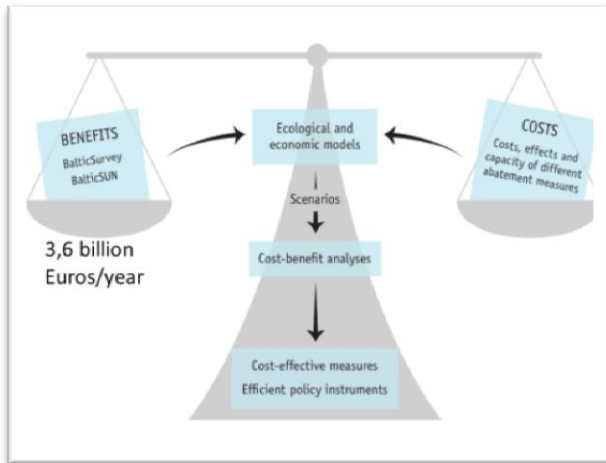 BENEFITS
BalticSurvey
BalticSUN
3,6 billion
Euros/year
Ecological and
economic models
COSTS
Costs, effects and
capacity of different
abatement measures
Scenarios
Cost-benefit analyses
Cost-effective measures
Efficient policy instruments